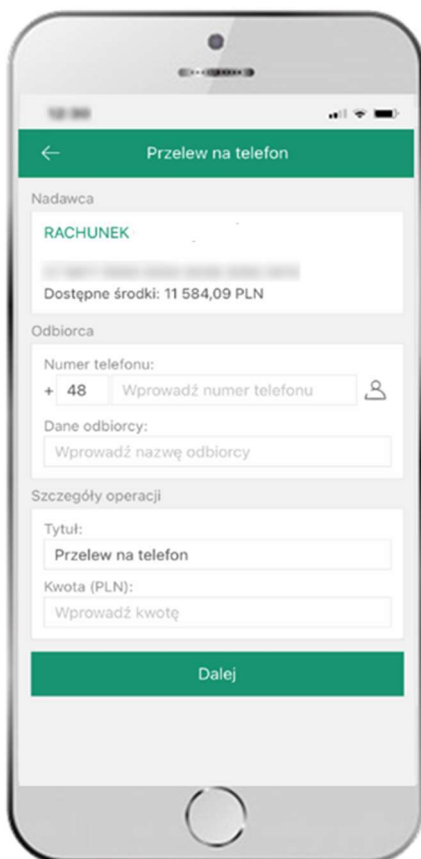 Przelew na telefon
Nadawca
RACHUNEK
Dostępne środki: 11 584,09 PLN
Odbiorca
Numer telefonu:
+ 48 Wprowadź numer telefonu
Dane odbiorcy:
Wprowadź nazwę odbiorcy
Szczegóły operacji
Tytuł:
Przelew na telefon
Kwota (PLN):
Wprowadź kwotę
Dalej